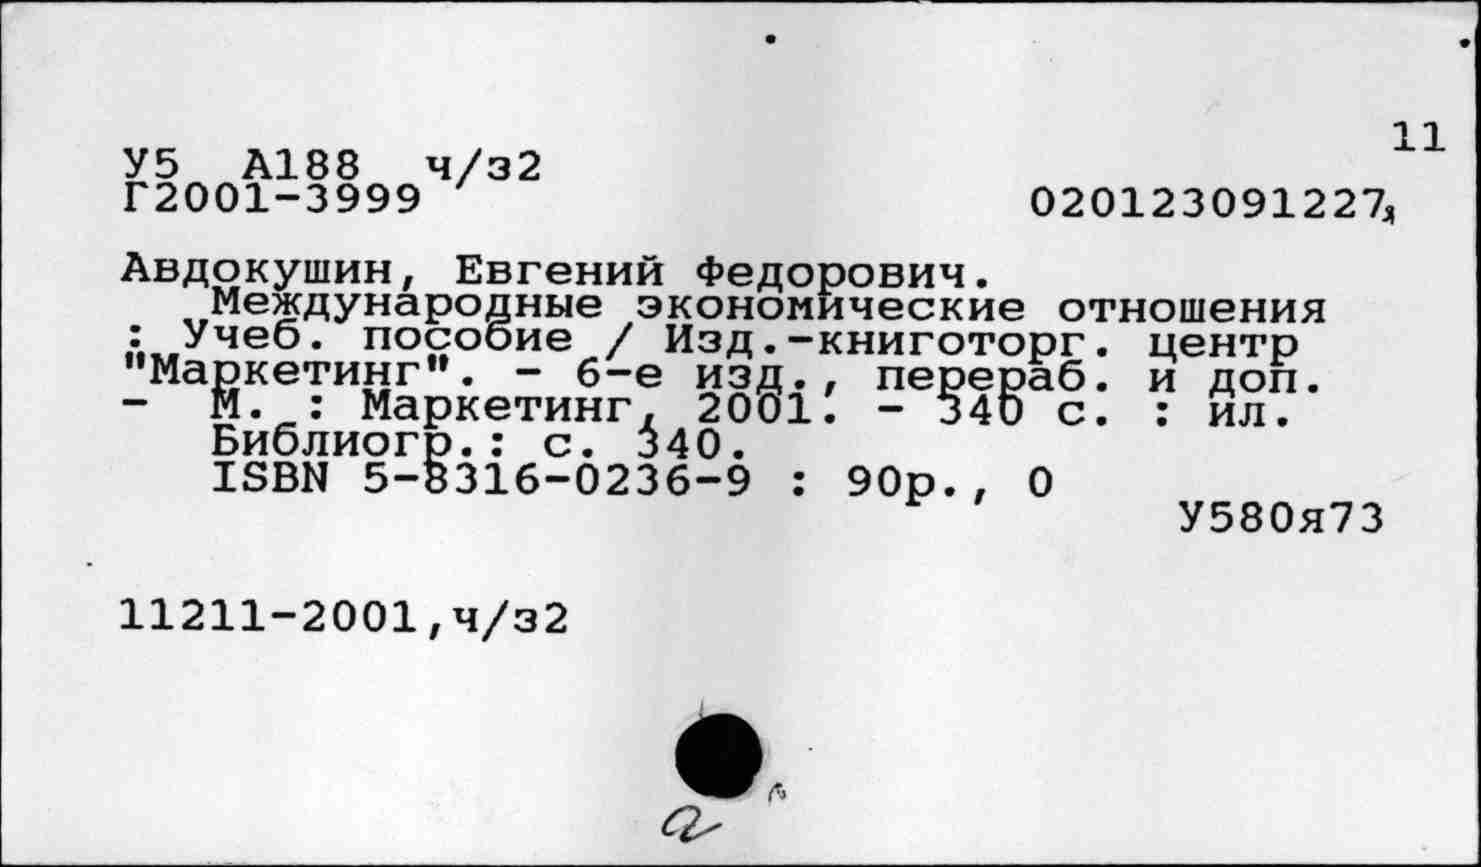 11
У5 А188 ч/з2
Г2001-3999 020123091227
Авдокушин, Евгений Федорович.
Международные экономические отношения
: Учеб. пособие / Изд.-книготорг. центр
"Маркетинг". - 6-е изд., перераб. и доп.
- М. : Маркетинг, 2001. - 340 с. : ил.
Библиогр.: с. 340.
ISBN 5-8316-0236-9 : 90р., 0
У580я73
11211-2001,ч/з2